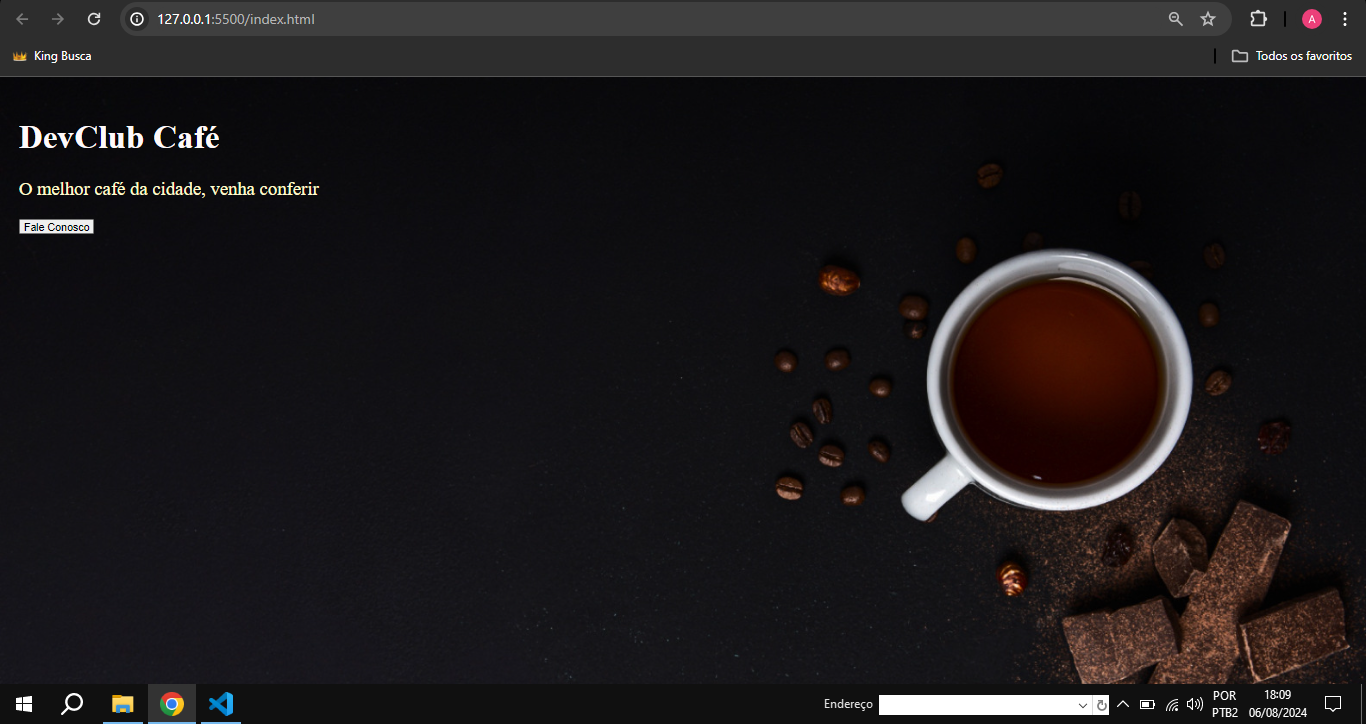 127.0.0.1:5500/index.html
A
King Busca
Todos os favoritos
DevClub Café
O melhor café da cidade, venha conferir
Fale Conosco
Endereço
POR
PTB2
18:09
06/08/2024